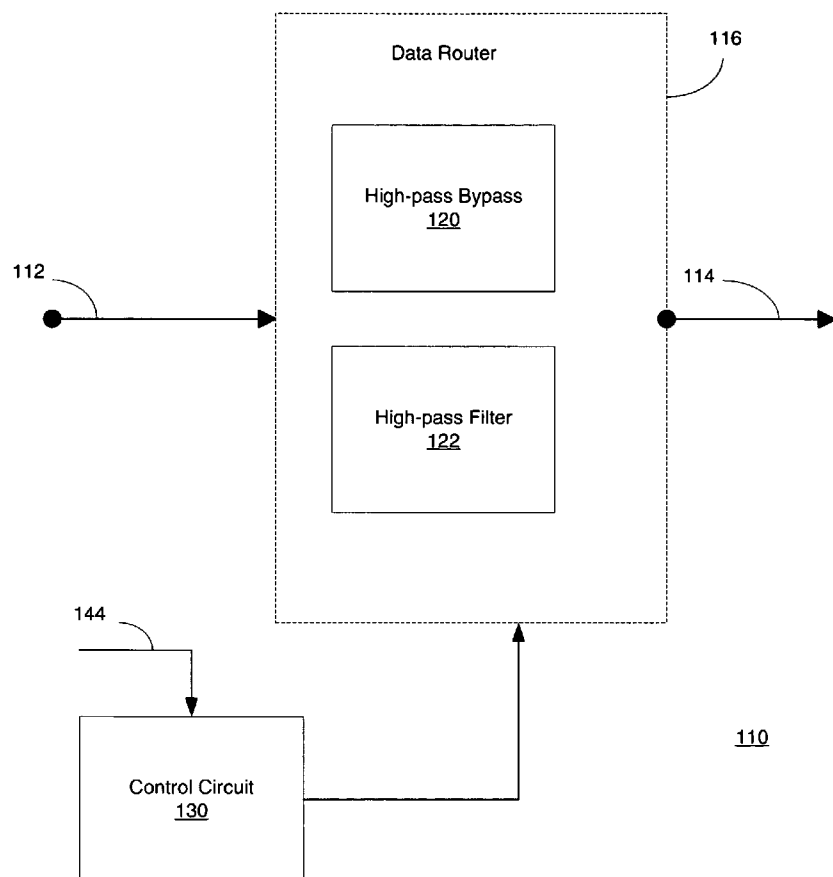 116
Data Router
High-pass Bypass
120
112
114
High-pass Filter
122
144
110
Control Circuit
130